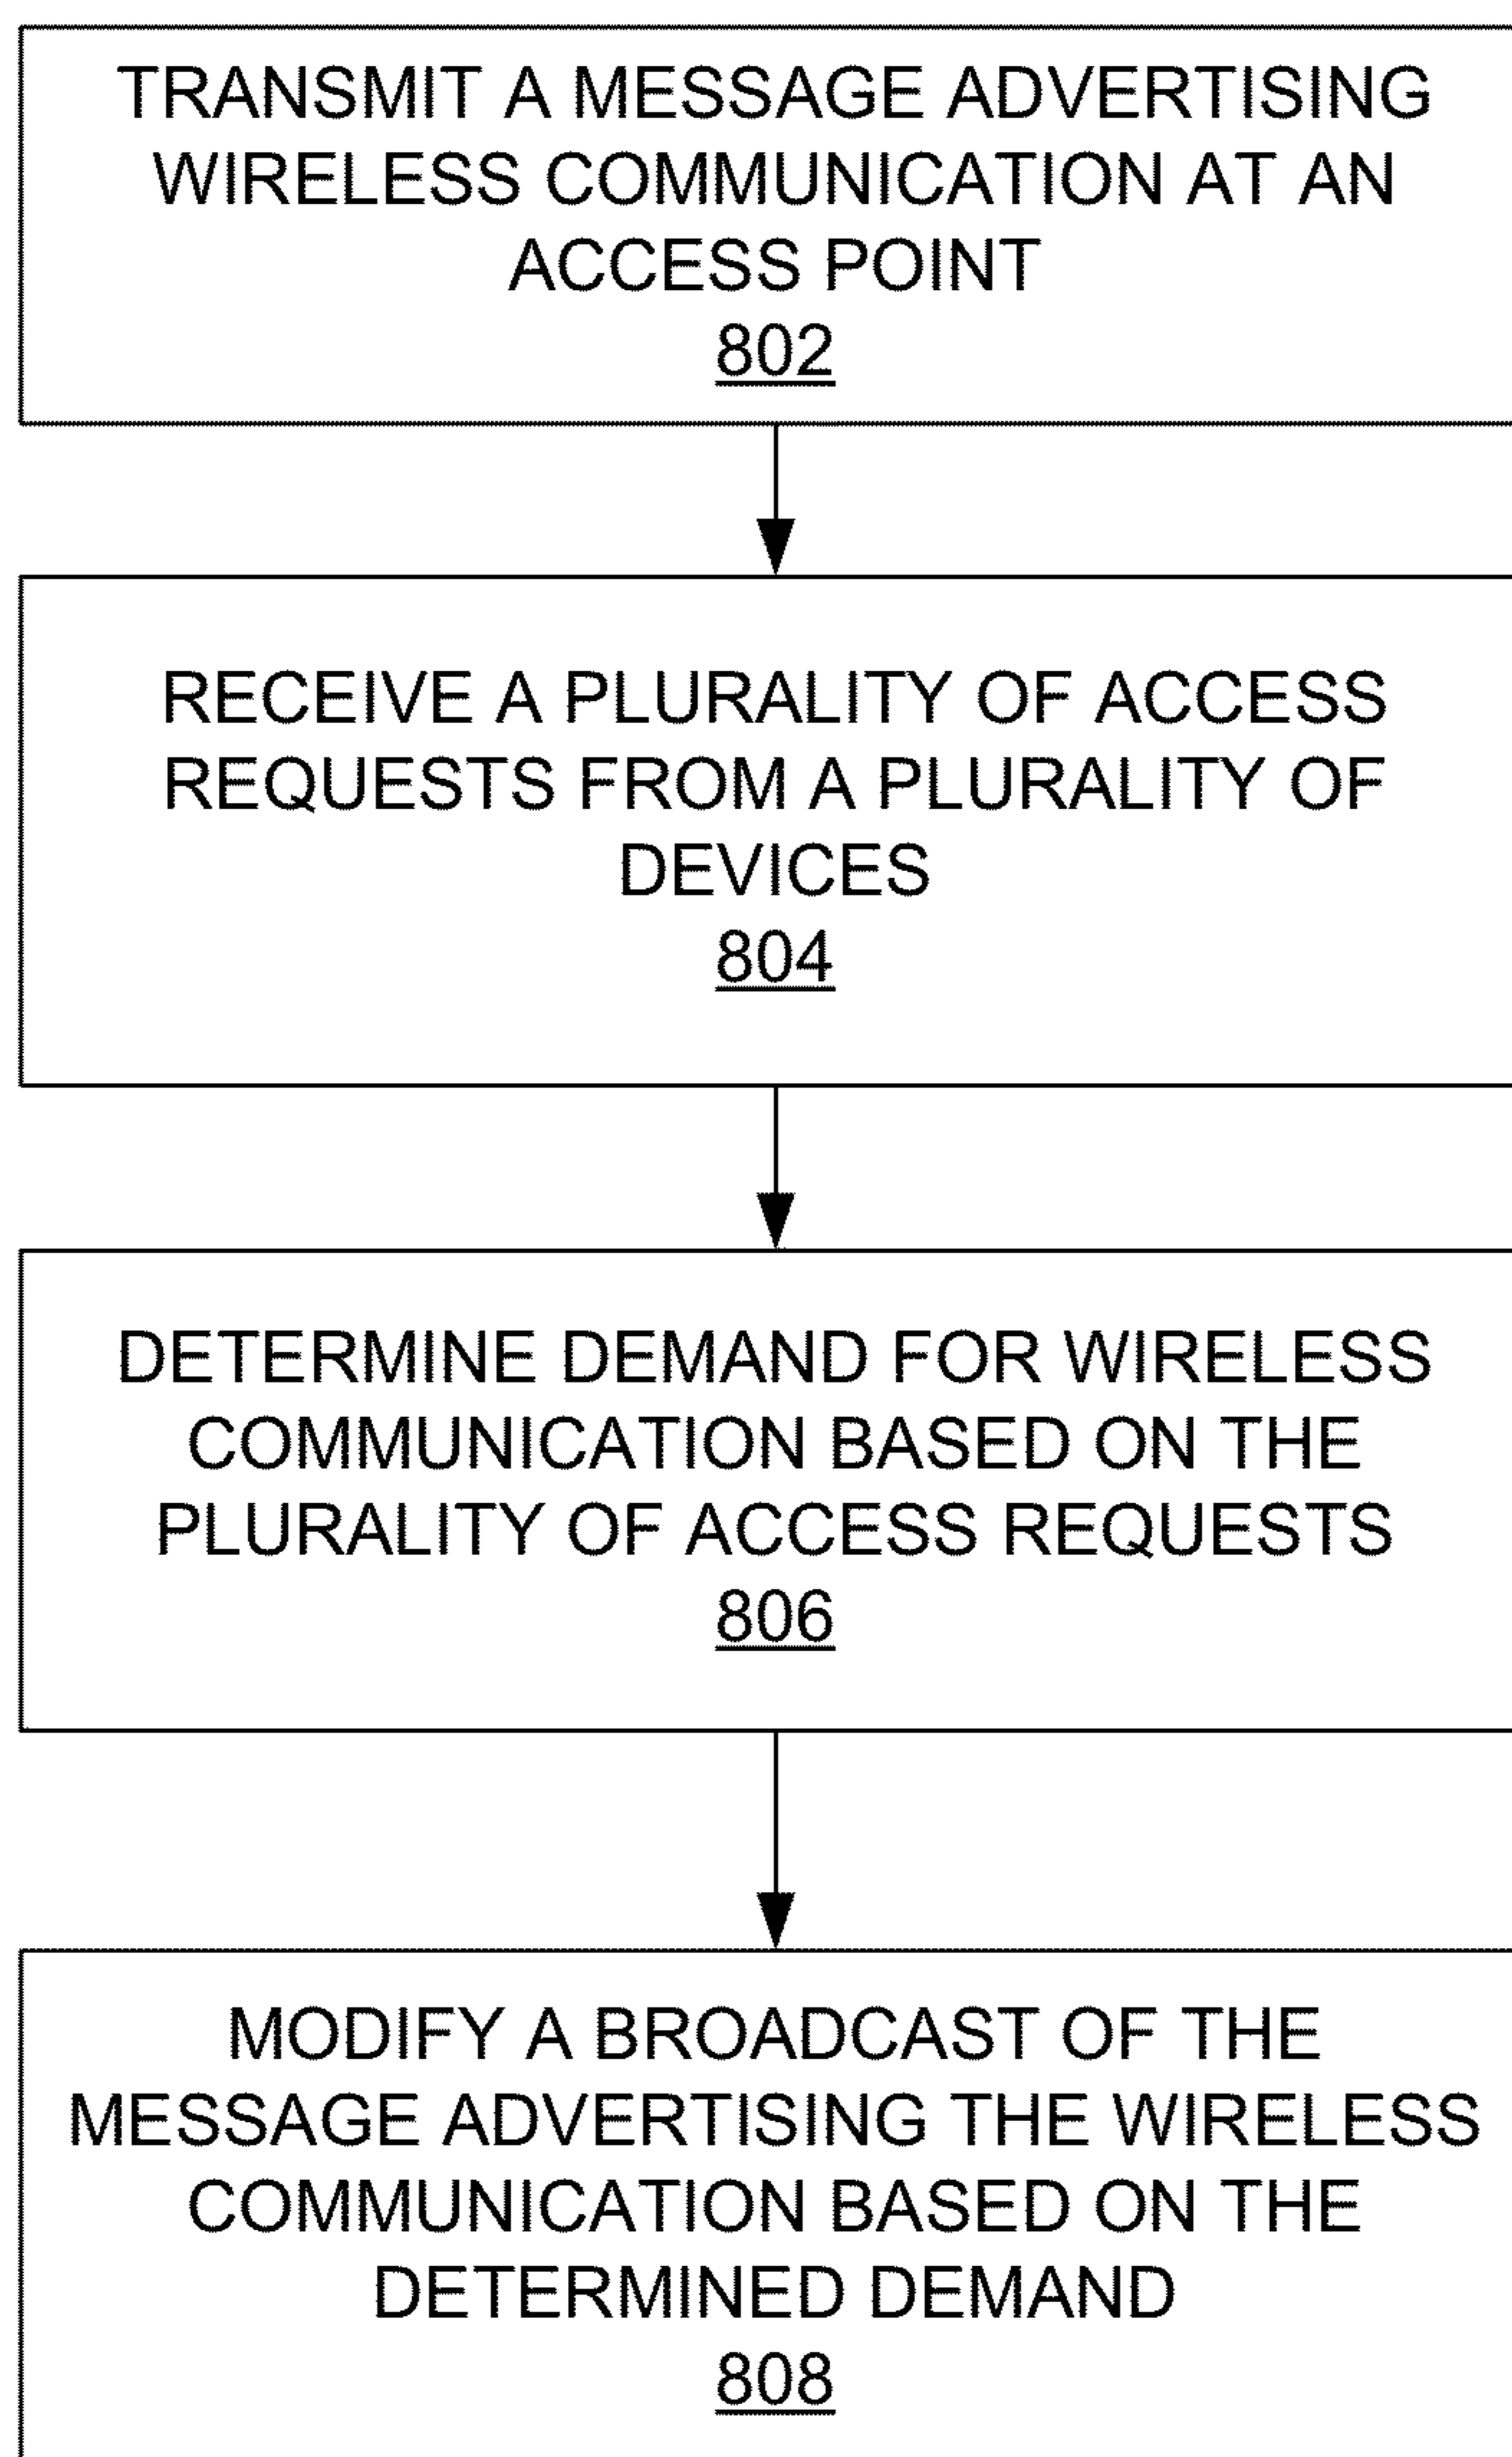 TRANSMIT A MESSAGE ADVERTISING
WIRELESS COMMUNICATION AT AN
ACCESS POINT
802
RECEIVE A PLURALITY OF ACCESS
REQUESTS FROM A PLURALITY OF
DEVICES
804
DETERMINE DEMAND FOR WIRELESS
COMMUNICATION BASED ON THE
PLURALITY OF ACCESS REQUESTS
806
MODIFY A BROADCAST OF THE
MESSAGE ADVERTISING THE WIRELESS
COMMUNICATION BASED ON THE
DETERMINED DEMAND
808